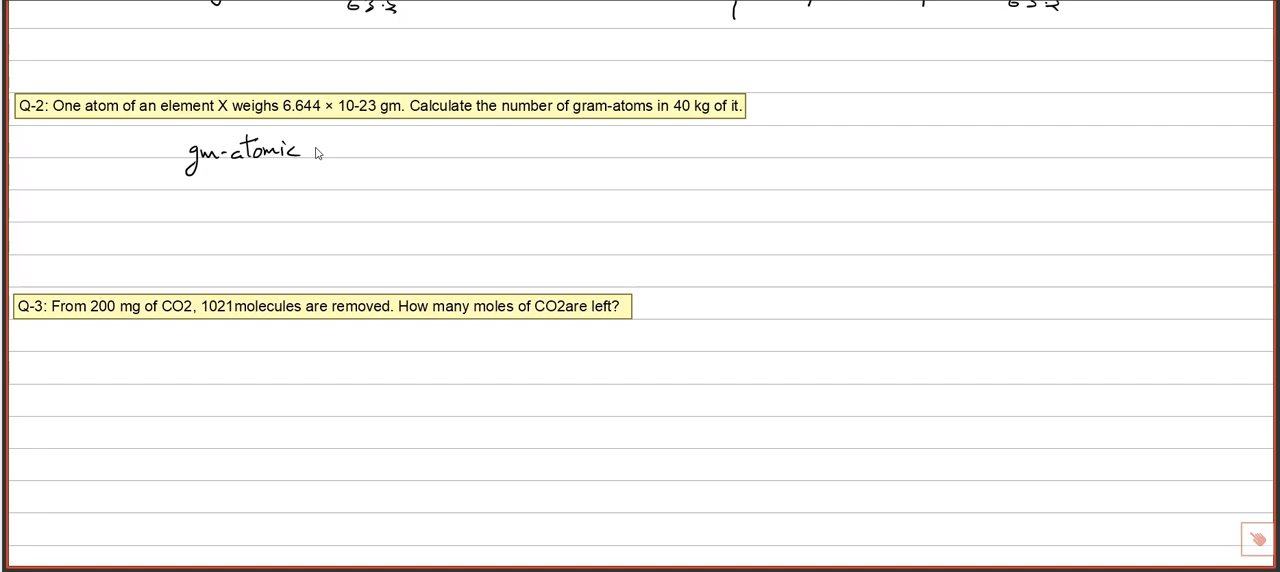 Q-2: One atom of an element X weighs 6.644 × 10-23 gm. Calculate the number of gram-atoms in 40 kg of it.
gm-atomic
Q-3: From 200 mg of CO2, 1021molecules are removed. How many moles of CO2are left?